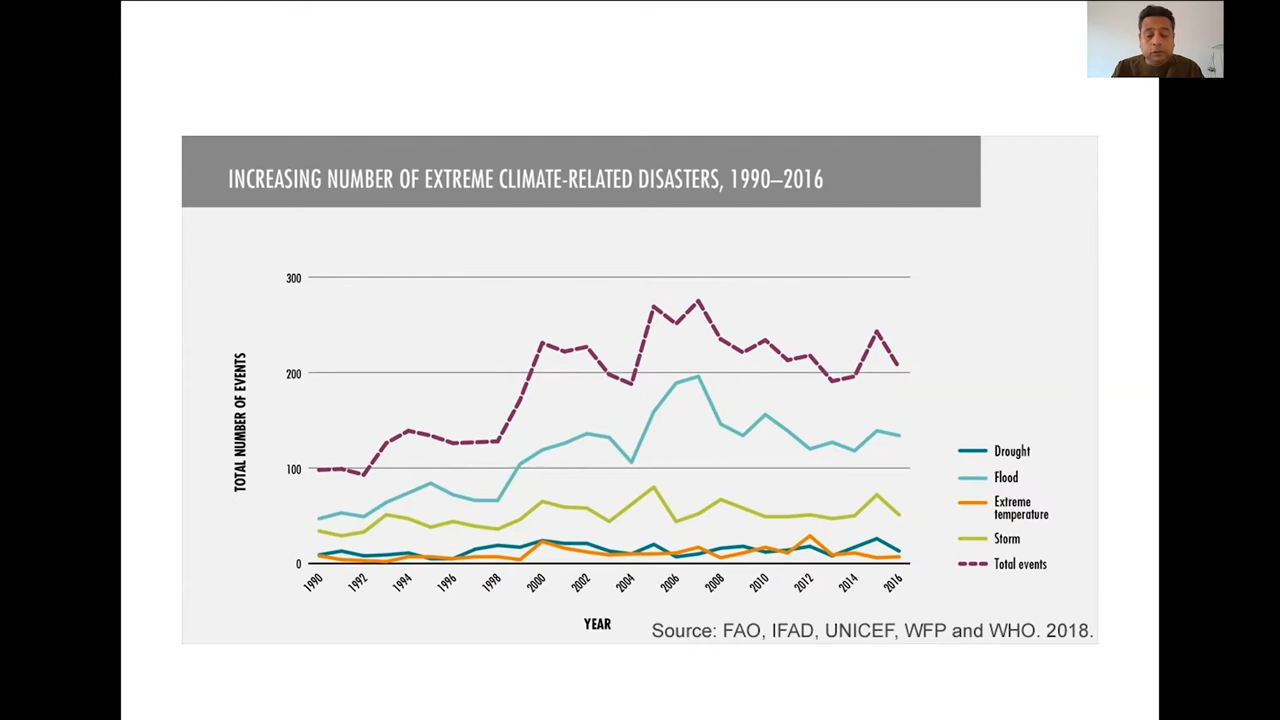 INCREASING NUMBER OF EXTREME CLIMATE-RELATED DISASTERS, 1990–2016
300
200
100
0
TOTAL NUMBER OF EVENTS
1990
1992
1994
1996
1998
2000
2002
2004
2006
2008
2010
2012
2014
2016
YEAR
Drought
Flood
Extreme
temperature
Storm
Total events
Source: FAO, IFAD, UNICEF, WFP and WHO. 2018.